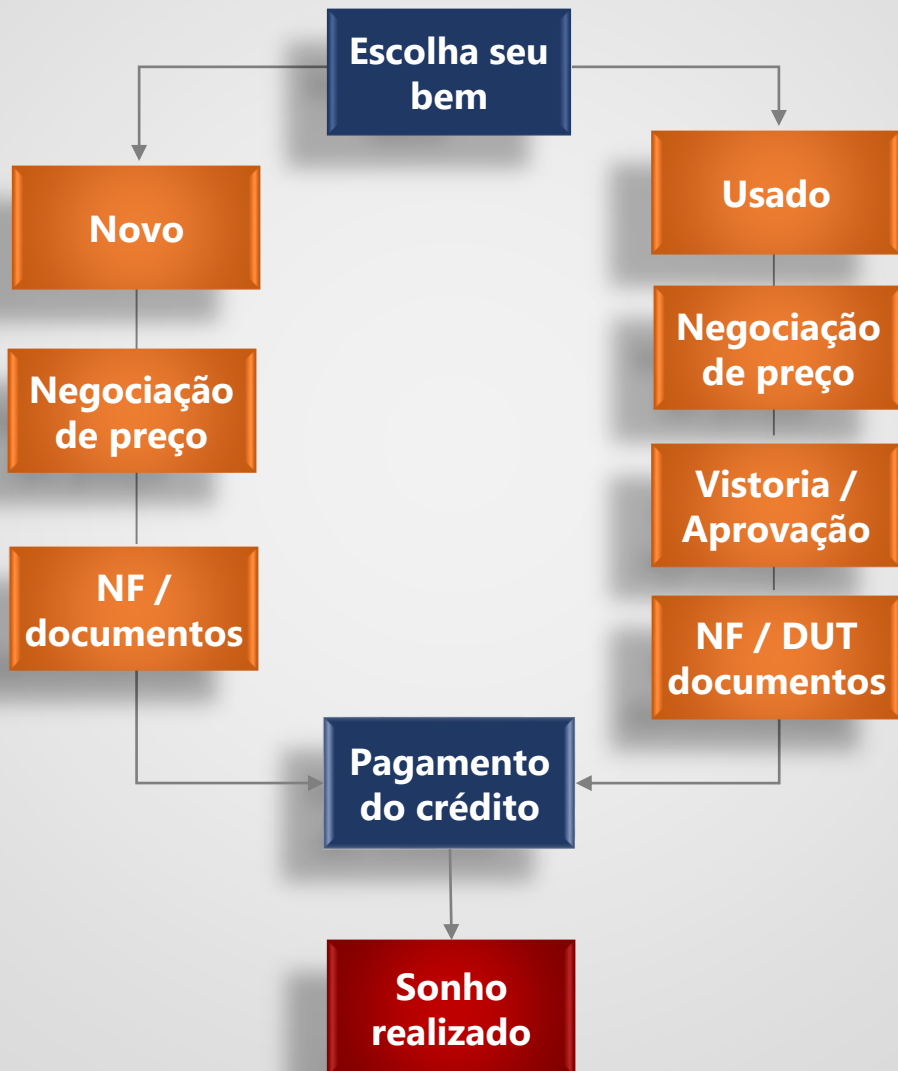 Escolha seu
bem
Novo
Negociação
de preço
NF /
documentos
Usado
Negociação
de preço
Vistoria /
Aprovação
NF / DUT
documentos
Pagamento
do crédito
Sonho
realizado